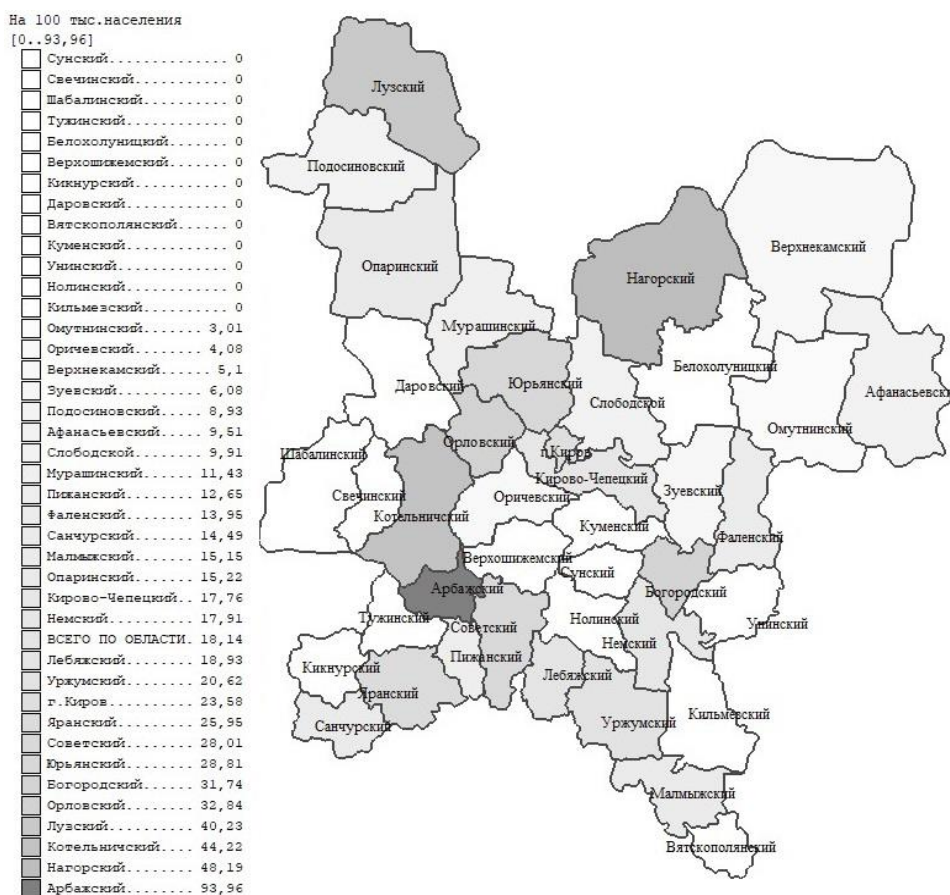 На 100 тыс.населения
[0..93,96]
Сунский............. 0
Свечинский.......... 0
Шабалинский......... 0
Тужинский........... 0
Белохолуницкий...... 0
Верхошижемский...... 0
Кикнурский.......... 0
Даровский........... 0
Вятскополянский..... 0
Куменский........... 0
Унинский............ 0
Нолинский........... 0
Кильмезский......... 0
Омутнинский...... 3,01
Оричевский....... 4,08
Верхнекамский..... 5,1
Зуевский......... 6,08
Подосиновский.... 8,93
Афанасьевский.... 9,51
Слободской....... 9,91
Мурашинский..... 11,43
Пижанский....... 12,65
Фаленский....... 13,95
Санчурский...... 14,49
Малмыжский...... 15,15
Опаринский...... 15,22
Кирово-Чепецкий.. 17,76
Немский......... 17,91
ВСЕГО ПО ОБЛАСТИ. 18,14
Лебяжский....... 18,93
Уржумский....... 20,62
г.Киров......... 23,58
Яранский........ 25,95
Советский....... 28,01
Юрьянский....... 28,81
Богородский..... 31,74
Орловский....... 32,84
Лузский......... 40,23
Котельничский... 44,22
Нагорский....... 48,19
Арбажский....... 93,96
Лузский
Подосиновский
Опаринский
Мурашинский
Нагорский
Верхнекамский
Даровский
Юрьянский
Слободской
Белохолуницкий
Афанасьевский
Омутнинский
Шабалинский
Свечинский
Орловский
г.Киров
Кирово-Чепецкий
Зуевский
Котельничский
Оричевский
Куменский
Фаленский
Верхошижемский
Сунский
Арбажский
Богородский
Тужинский
Советский
Нолинский
Немский
Унинский
Кикнурский
Пижанский
Лебяжский
Яранский
Санчурский
Уржумский
Кильмезский
Малмыжский
Вятскополянский